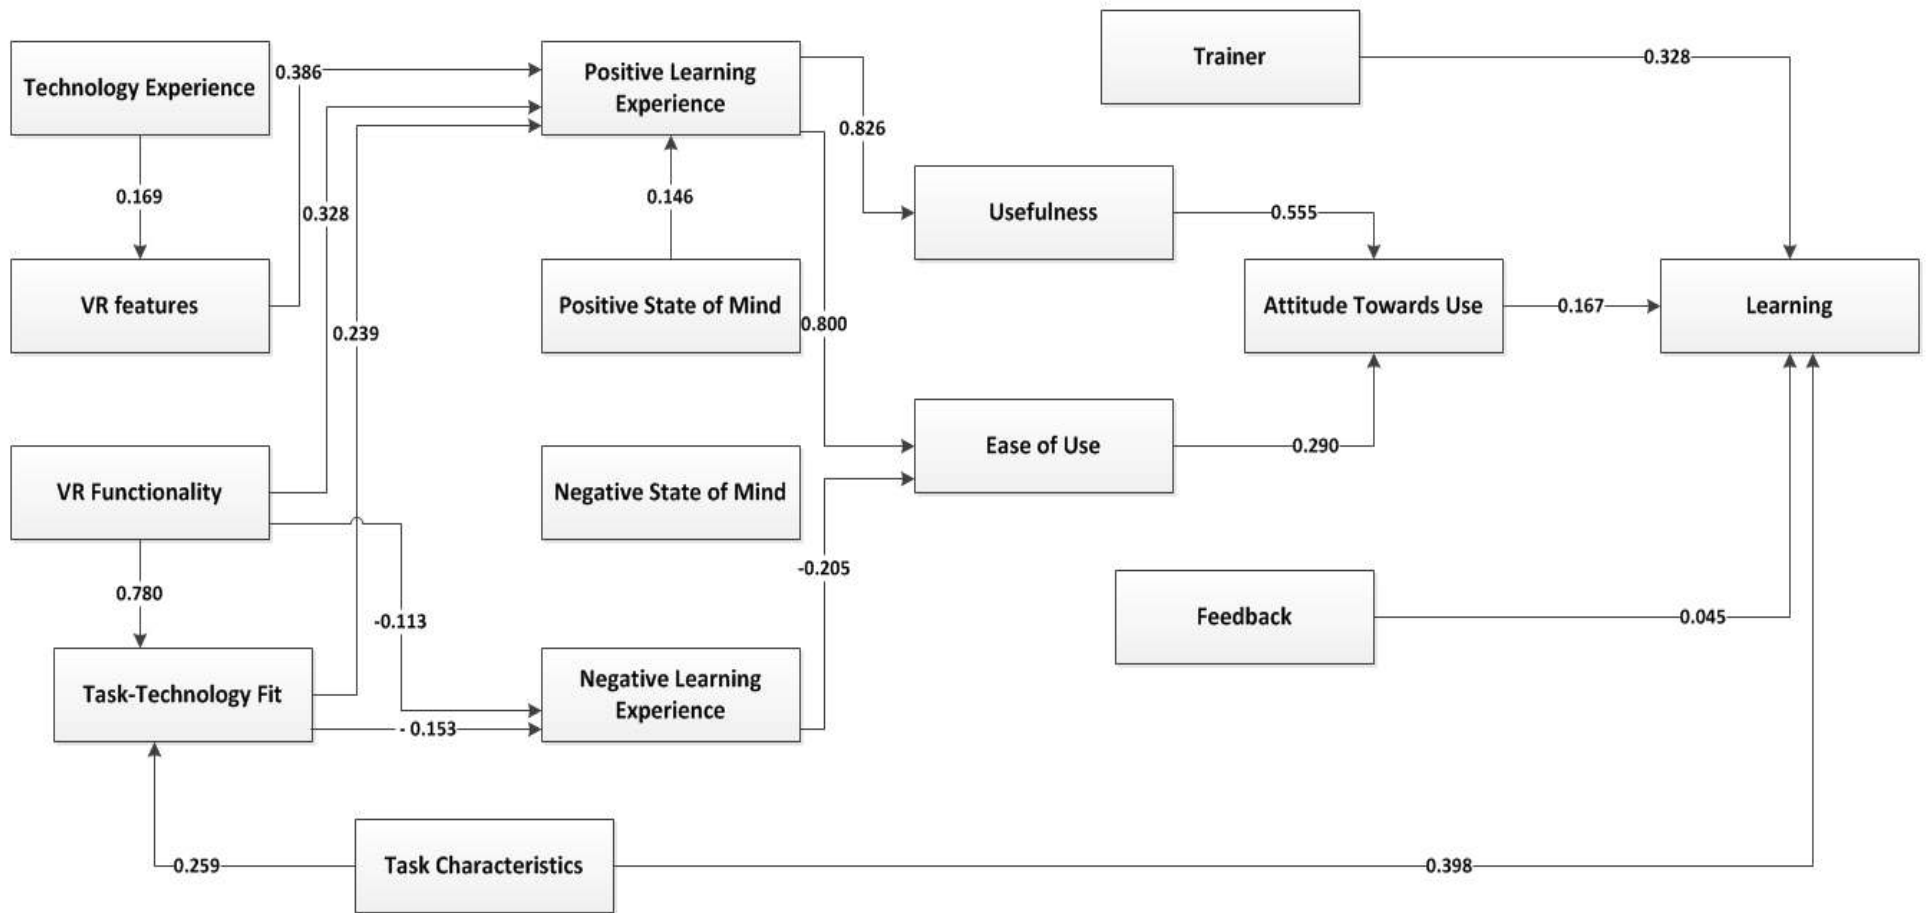 Trainer
0.328
Technology Experience
0.386
Positive Learning
Experience
0.826
0.169
0.328
0.146
Usefulness
0.555
VR features
0.239
Positive State of Mind
0.800
Attitude Towards Use
0.167
Learning
VR Functionality
Negative State of Mind
Ease of Use
0.290
0.780
-0.113
-0.205
Feedback
0.045
Task-Technology Fit
- 0.153
Negative Learning
Experience
0.259
Task Characteristics
0.398